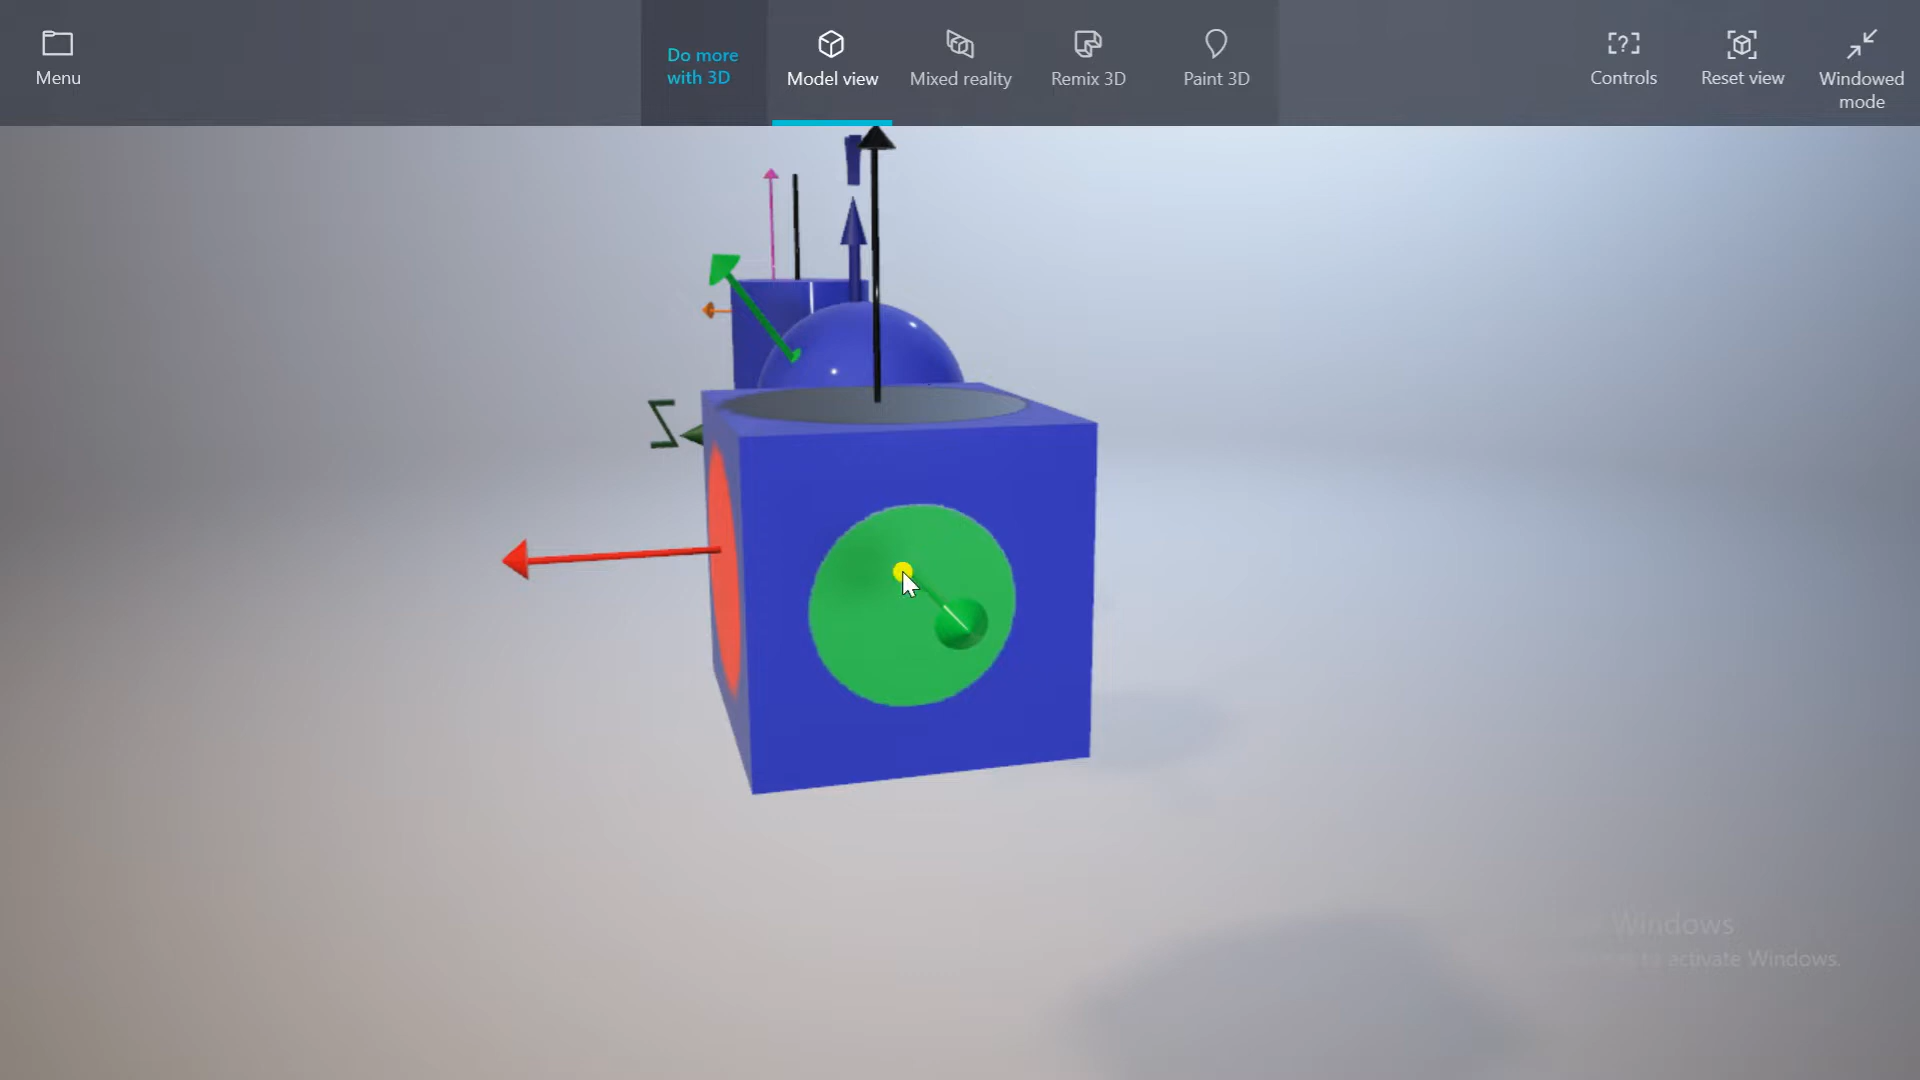 Menu
Do more
with 3D
Model view
Mixed reality
Remix 3D
Paint 3D
Controls
Reset view
Windowed
mode
Z
Windows
to activate Windows.